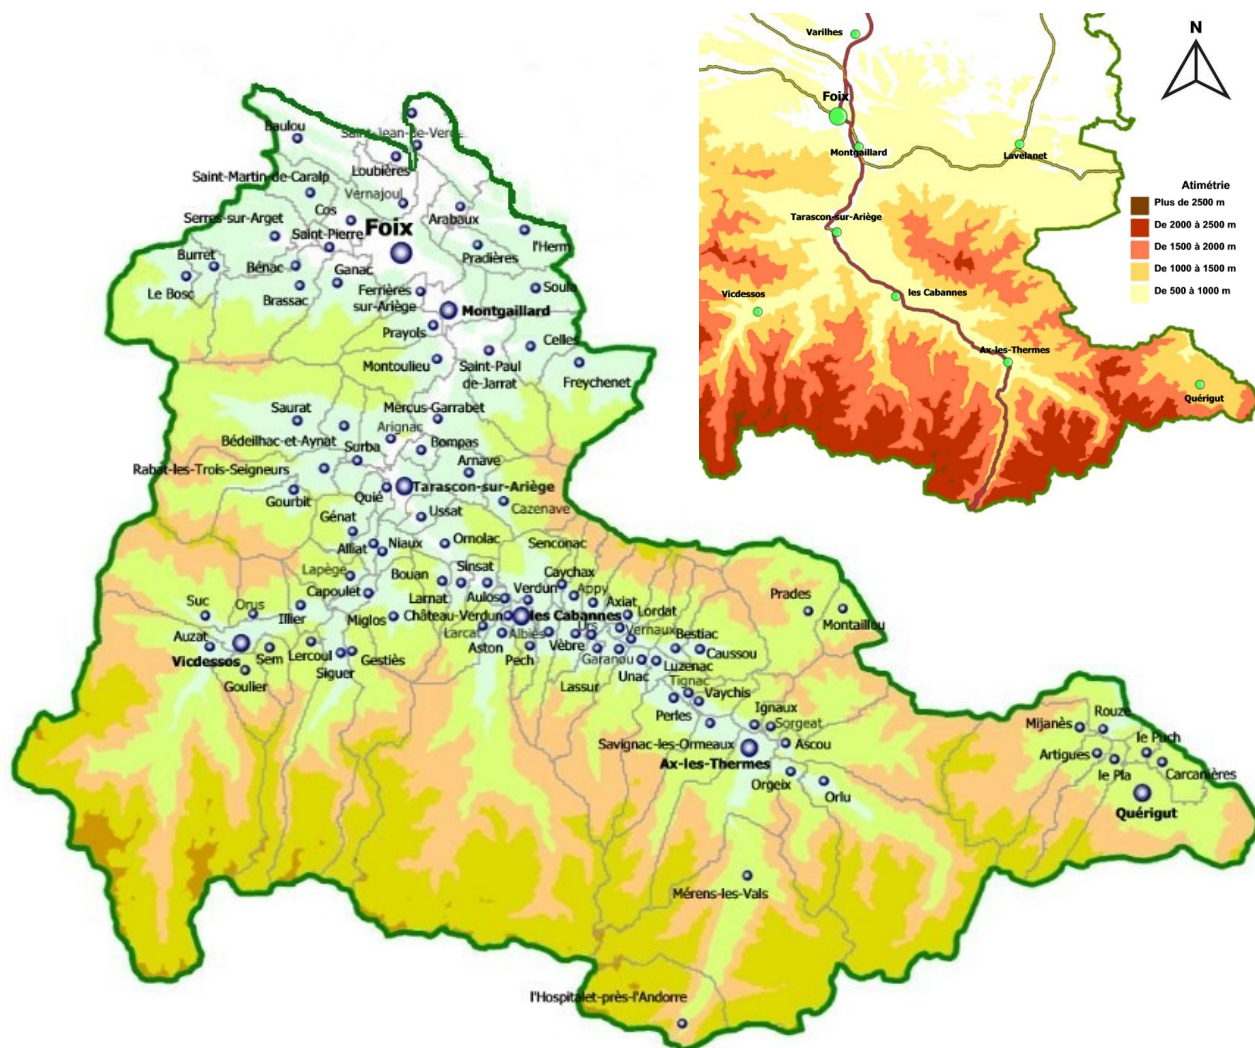 Baulou
Saint-Jean-de-Verges
Loubières
Saint-Martin-de-Caralp
Vernajoul
Cos
Serres-sur-Arget
Arabaux
Foix
l'Herm
Saint-Pierre
Pradières
Burret
Bénac
Ganac
Le Bosc
Brassac
Ferrières
sur-Ariège
Soula
Montgaillard
Prayols
Celles
Montoulieu
Saint-Paul
de-Jarrat
Freychenet
Saurat
Mercus-Garrabet
Arignac
Bédeilhac-et-Aynat
Surba
Bompas
Rabat-les-Trois-Seigneurs
Arnave
Quié
Tarascon-sur-Ariège
Gourbit
Cazenave
Génat
Ussat
Alliat
Niaux
Ornolac
Senconac
Lapège
Bouan
Sinsat
Caychax
Capoulet
Larnat
Aulos
Verdun
Appy
Prades
Suc
Orus
Illier
Miglos
Château-Verdun
les Cabannes
Axiat
Lordat
Montaillou
Auzat
Larcat
Albiès
Urs
Vernaux
Bestiac
Vicdessos
Sem
Lercoul
Gestiès
Aston
Vèbre
Caussou
Goulier
Siguer
Pech
Garanou
Luzenac
Lassur
Unac
Tignac
Vaychis
Perles
Ignaux
Sorgeat
Savignac-les-Ormeaux
Ascou
Ax-les-Thermes
Orgeix
Orlu
Mijanès
Rouze
le Puch
Artigues
le Pla
Carcanières
Quérigut
Mérens-les-Vals
l'Hospitalet-près-l'Andorre
Varilhes
Foix
Montgaillard
Lavelanet
Tarascon-sur-Ariège
Vicdessos
les Cabannes
Ax-les-Thermes
Quérigut
N
Atimétrie
Plus de 2500 m
De 2000 à 2500 m
De 1500 à 2000 m
De 1000 à 1500 m
De 500 à 1000 m